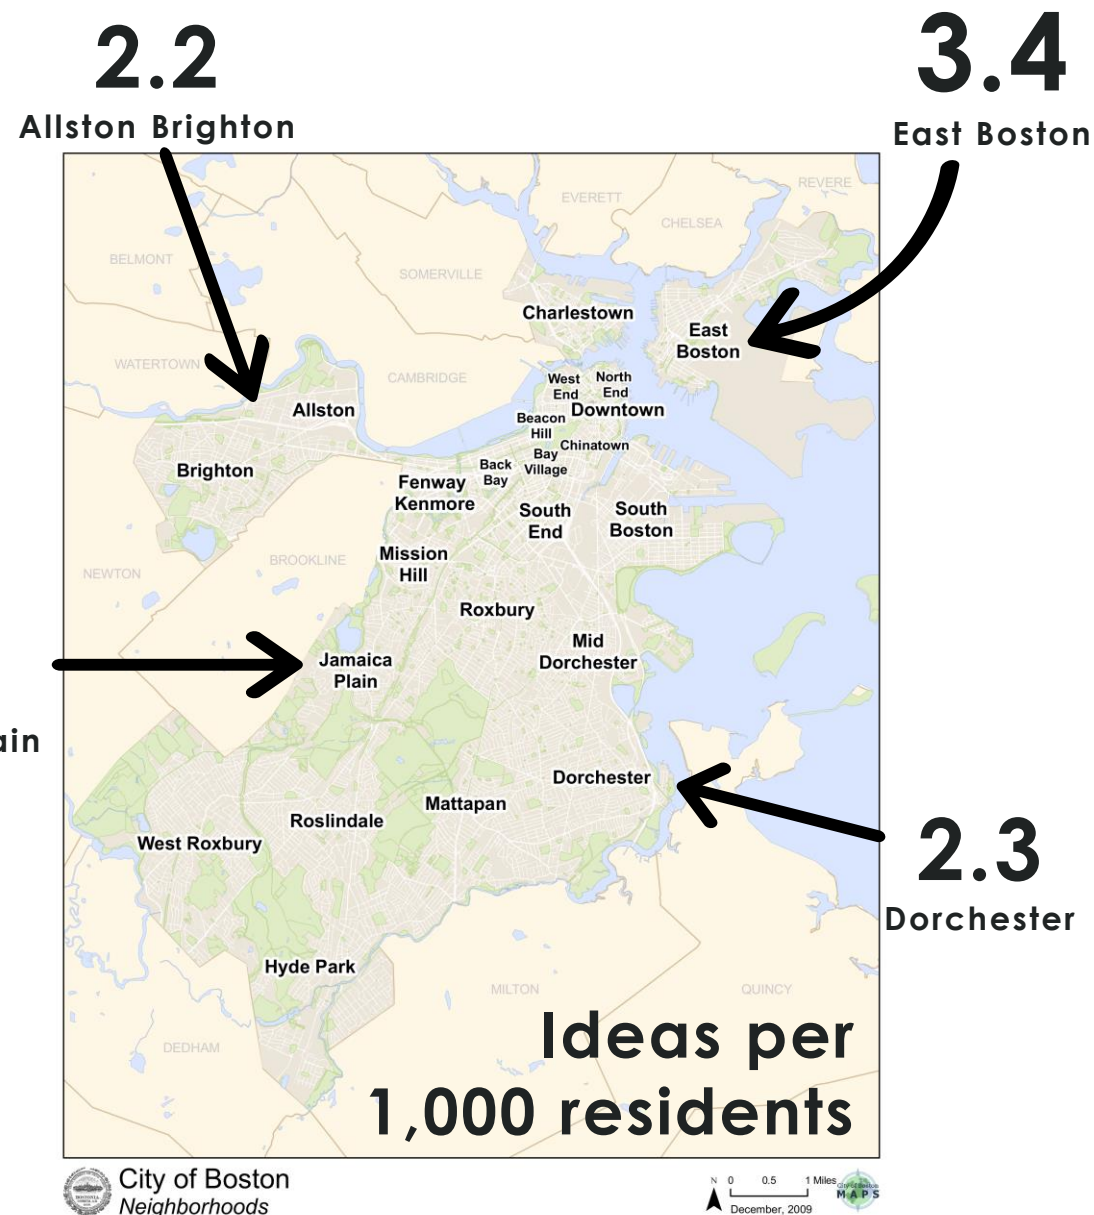 2.2
Allston Brighton
3.4
East Boston
REVERE
EVERETT
CHELSEA
BELMONT
SOMERVILLE
Charlestown
East
Boston
WATERTOWN
CAMBRIDGE
West
End
North
End
Allston
Downtown
Beacon
Hill
Chinatown
Bay
Village
Back
Bay
Brighton
Fenway
Kenmore
South
End
South
Boston
Mission
Hill
BROOKLINE
NEWTON
Roxbury
Mid
Dorchester
Jamaica
Plain
ain
Dorchester
Mattapan
Roslindale
West Roxbury
2.3
Dorchester
Hyde Park
MILTON
QUINCY
DEDHAM
Ideas per
1,000 residents
City of Boston
Neighborhoods
N 0 0.5 1 Miles
December, 2009
City of Boston
MAPS